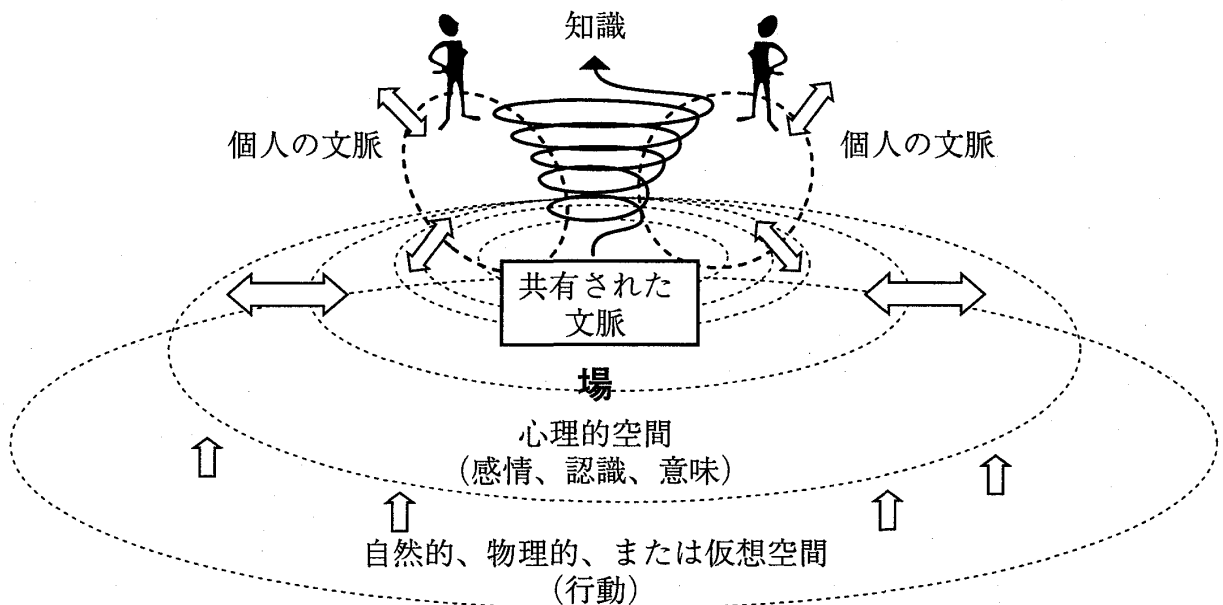 知識
個人の文脈
個人の文脈
共有された
文脈
場
心理的空間
(感情、認識、意味)
自然的、物理的、または仮想空間
(行動)